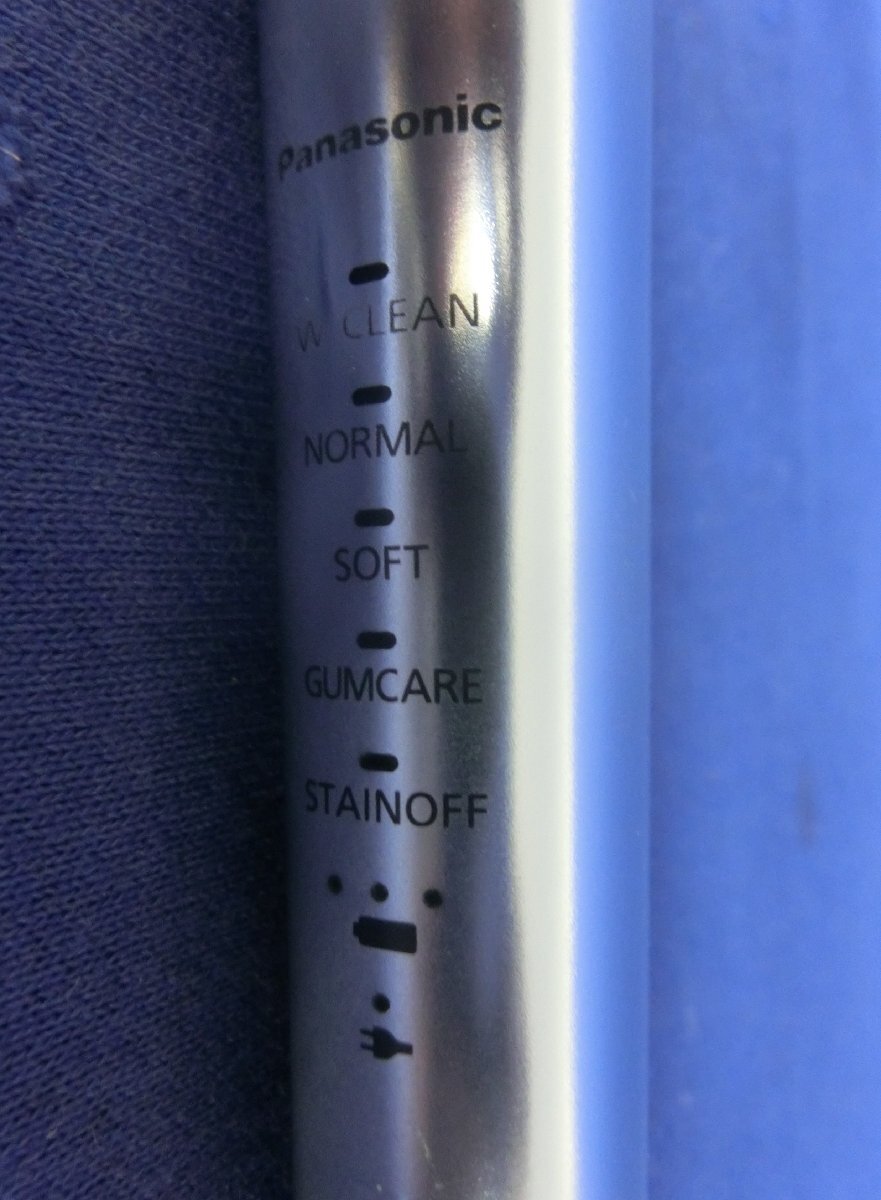 Panasonic
W CLEAN
NORMAL
SOFT
GUMCARE
STAINOFF